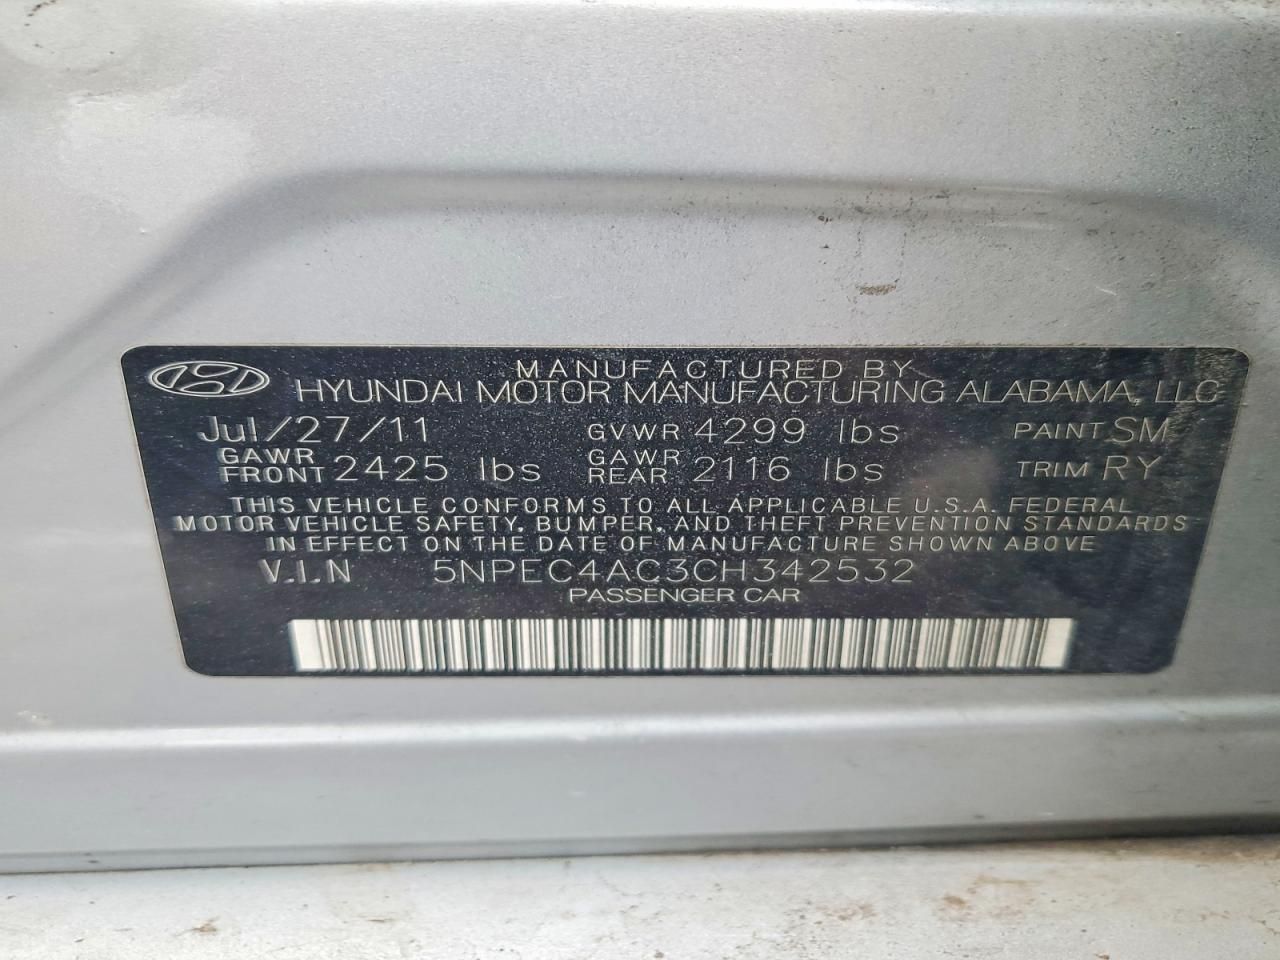 MANUFACTURED BY
HYUNDAI MOTOR MANUFACTURING ALABAMA, LLC
Jul/27/11 GVWR 4299 lbs PAINT SM
GAWR FRONT 2425 lbs GAWR REAR 2116 lbs TRIM RY
THIS VEHICLE CONFORMS TO ALL APPLICABLE U.S.A. FEDERAL
MOTOR VEHICLE SAFETY, BUMPER, AND THEFT PREVENTION STANDARDS
IN EFFECT ON THE DATE OF MANUFACTURE SHOWN ABOVE
V.I.N 5NPEC4AC3CH342532
PASSENGER CAR